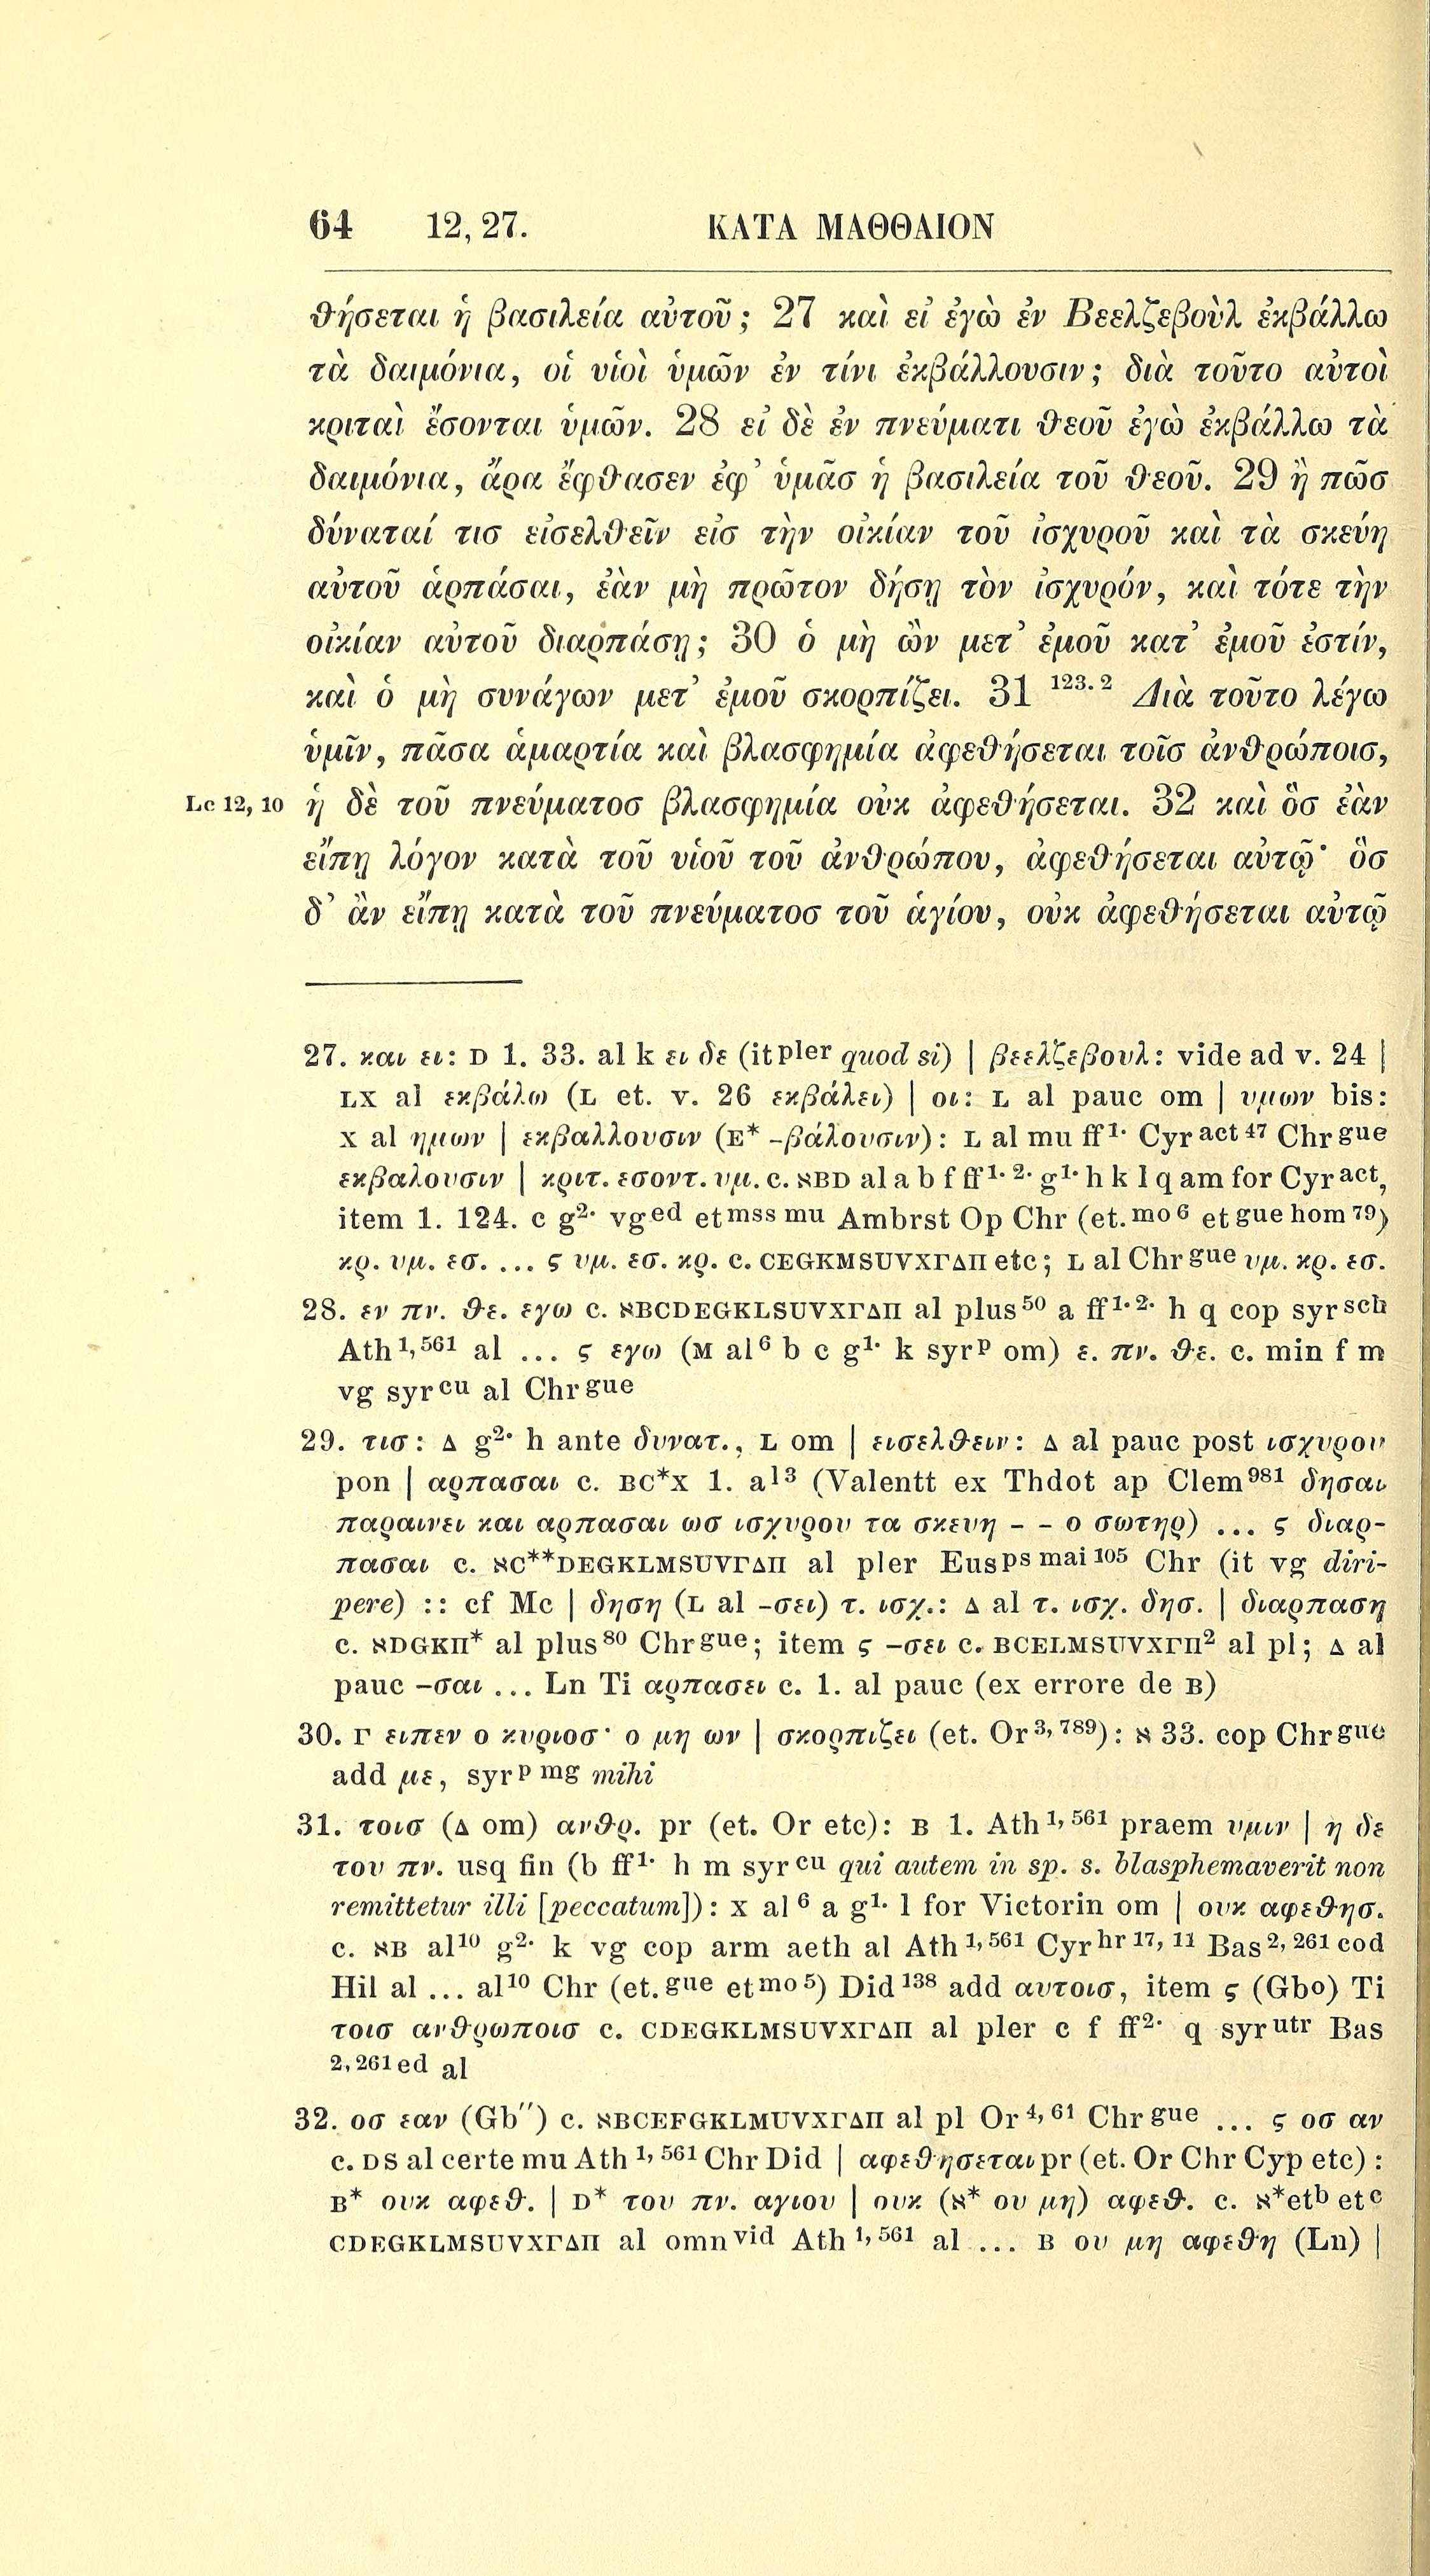 64 12, 27. ΚΑΤΑ ΜΑΘΘΑΙΟΝ
θήσεται ἡ βασιλεία αὐτοῦ; 27 καὶ εἰ ἐγὼ ἐν Βεελζεβοὺλ ἐκβάλλω
τὰ δαιμόνια, οἱ υἱοὶ ὑμῶν ἐν τίνι ἐκβάλλουσιν; διὰ τοῦτο αὐτοὶ
κριταὶ ἔσονται ὑμῶν. 28 εἰ δὲ ἐν πνεύματι θεοῦ ἐγὼ ἐκβάλλω τὰ
δαιμόνια, ἄρα ἔφθασεν ἐφ᾽ ὑμᾶσ ἡ βασιλεία τοῦ θεοῦ. 29 ἢ πῶσ
δύναταί τισ εἰσελθεῖν εἰσ τὴν οἰκίαν τοῦ ἰσχυροῦ καὶ τὰ σκεύη
αὐτοῦ ἁρπάσαι, ἐὰν μὴ πρῶτον δήσῃ τὸν ἰσχυρόν, καὶ τότε τὴν
οἰκίαν αὐτοῦ διαρπάσῃ; 30 ὁ μὴ ὢν μετ᾽ ἐμοῦ κατ᾽ ἐμοῦ ἐστίν,
καὶ ὁ μὴ συνάγων μετ᾽ ἐμοῦ σκορπίζει. 31 123.2 Διὰ τοῦτο λέγω
ὑμῖν, πᾶσα ἁμαρτία καὶ βλασφημία ἀφεθήσεται τοῖσ ἀνθρώποισ,
Lc 12, 10 ἡ δὲ τοῦ πνεύματοσ βλασφημία οὐκ ἀφεθήσεται. 32 καὶ ὃσ ἐὰν
εἴπῃ λόγον κατὰ τοῦ υἱοῦ τοῦ ἀνθρώπου, ἀφεθήσεται αὐτῷ· ὃσ
δ᾽ ἂν εἴπῃ κατὰ τοῦ πνεύματοσ τοῦ ἁγίου, οὐκ ἀφεθήσεται αὐτῷ
27. και ει: D 1. 33. al k ει δε (it pler quod si) | βεελζεβουλ: vide ad v. 24 |
LX al εκβάλω (L et. v. 26 εκβάλει) | οι: L al pauc om | υμων bis:
X al ημων | εκβαλλουσιν (E* -βάλουσιν): L al mu ff1. Cyr act 47 Chr gue
εκβαλουσιν | κριτ. εσοντ. υμ. c. ℵBD al a b f ff1. 2. g1. h k l q am for Cyr act,
item 1. 124. c g2. vg ed et mss mu Ambrst Op Chr (et. mo 6 et gue hom 79)
κρ. υμ. εσ. ... ς υμ. εσ. κρ. c. CEGKMSUVXΓΔΠ etc; L al Chr gue υμ. κρ. εσ.
28. εν πν. θε. εγω c. ℵBCDEGKLSUVXΓΔΠ al plus 50 a ff1. 2. h q cop syr sch
Ath 1, 561 al ... ς εγω (M al 6 b c g1. k syr p om) ε. πν. θε. c. min f m
vg syr cu al Chr gue
29. τισ: Δ g2. h ante δυνατ., L om | εισελθειν: Δ al pauc post ισχυρου
pon | αρπασαι c. BC*X 1. al 3 (Valentt ex Thdot ap Clem 981 δησαι
παραινει και αρπασαι ωσ ισχυρου τα σκευη - - ο σωτηρ) ... ς διαρ-
πασαι c. ℵC**DEGKLMSUVΓΔΠ al pler Eus ps mai 105 Chr (it vg diri-
pere) :: cf Mc | δηση (L al -σει) τ. ισχ.: Δ al τ. ισχ. δησ. | διαρπαση
c. ℵDGKΠ* al plus 80 Chr gue; item ς -σει c. BCELMSUVXΓΠ2 al pl; Δ al
pauc -σαι ... Ln Ti αρπασει c. 1. al pauc (ex errore de B)
30. Γ ειπεν ο κυριοσ· ο μη ων | σκορπιζει (et. Or 3, 789): ℵ 33. cop Chr gue
add με, syr p mg mihi
31. τοισ (Δ om) ανθρ. pr (et. Or etc): B 1. Ath 1, 561 praem υμιν | η δε
του πν. usq fin (b ff1. h m syr cu qui autem in sp. s. blasphemaverit non
remittetur illi [peccatum]): X al 6 a g1. l for Victorin om | ουκ αφεθησ.
c. ℵB al 10 g2. k vg cop arm aeth al Ath 1, 561 Cyr hr 17, 11 Bas 2, 261 cod
Hil al ... al 10 Chr (et. gue et mo 5) Did 138 add αυτοισ, item ς (Gb0) Ti
τοισ ανθρωποισ c. CDEGKLMSUVXΓΔΠ al pler c f ff2. q syr utr Bas
2, 261 ed al
32. οσ εαν (Gb″) c. ℵBCEFGKLMUVXΓΔΠ al pl Or 4, 61 Chr gue ... ς οσ αν
c. DS al certe mu Ath 1, 561 Chr Did | αφεθησεται pr (et. Or Chr Cyp etc):
B* ουκ αφεθ. | D* του πν. αγιου | ουκ (ℵ* ου μη) αφεθ. c. ℵ* et b et c
CDEGKLMSUVXΓΔΠ al omn vid Ath 1, 561 al ... B ου μη αφεθη (Ln) |